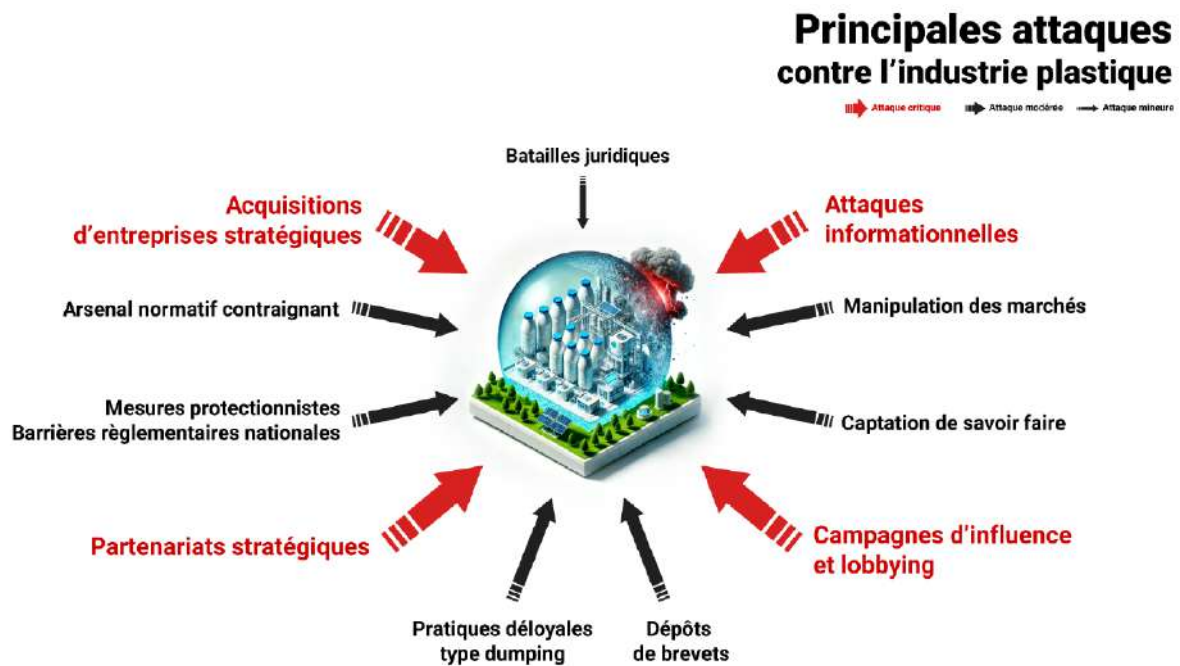 Principales attaques
contre l’industrie plastique
Attaque critique Attaque modérée Attaque mineure
Batailles juridiques
Acquisitions
d’entreprises stratégiques
Attaques
informationnelles
Arsenal normatif contraignant
Manipulation des marchés
Mesures protectionnistes
Barrières règlementaires nationales
Captation de savoir faire
Partenariats stratégiques
Campagnes d’influence
et lobbying
Pratiques déloyales
type dumping
Dépôts
de brevets